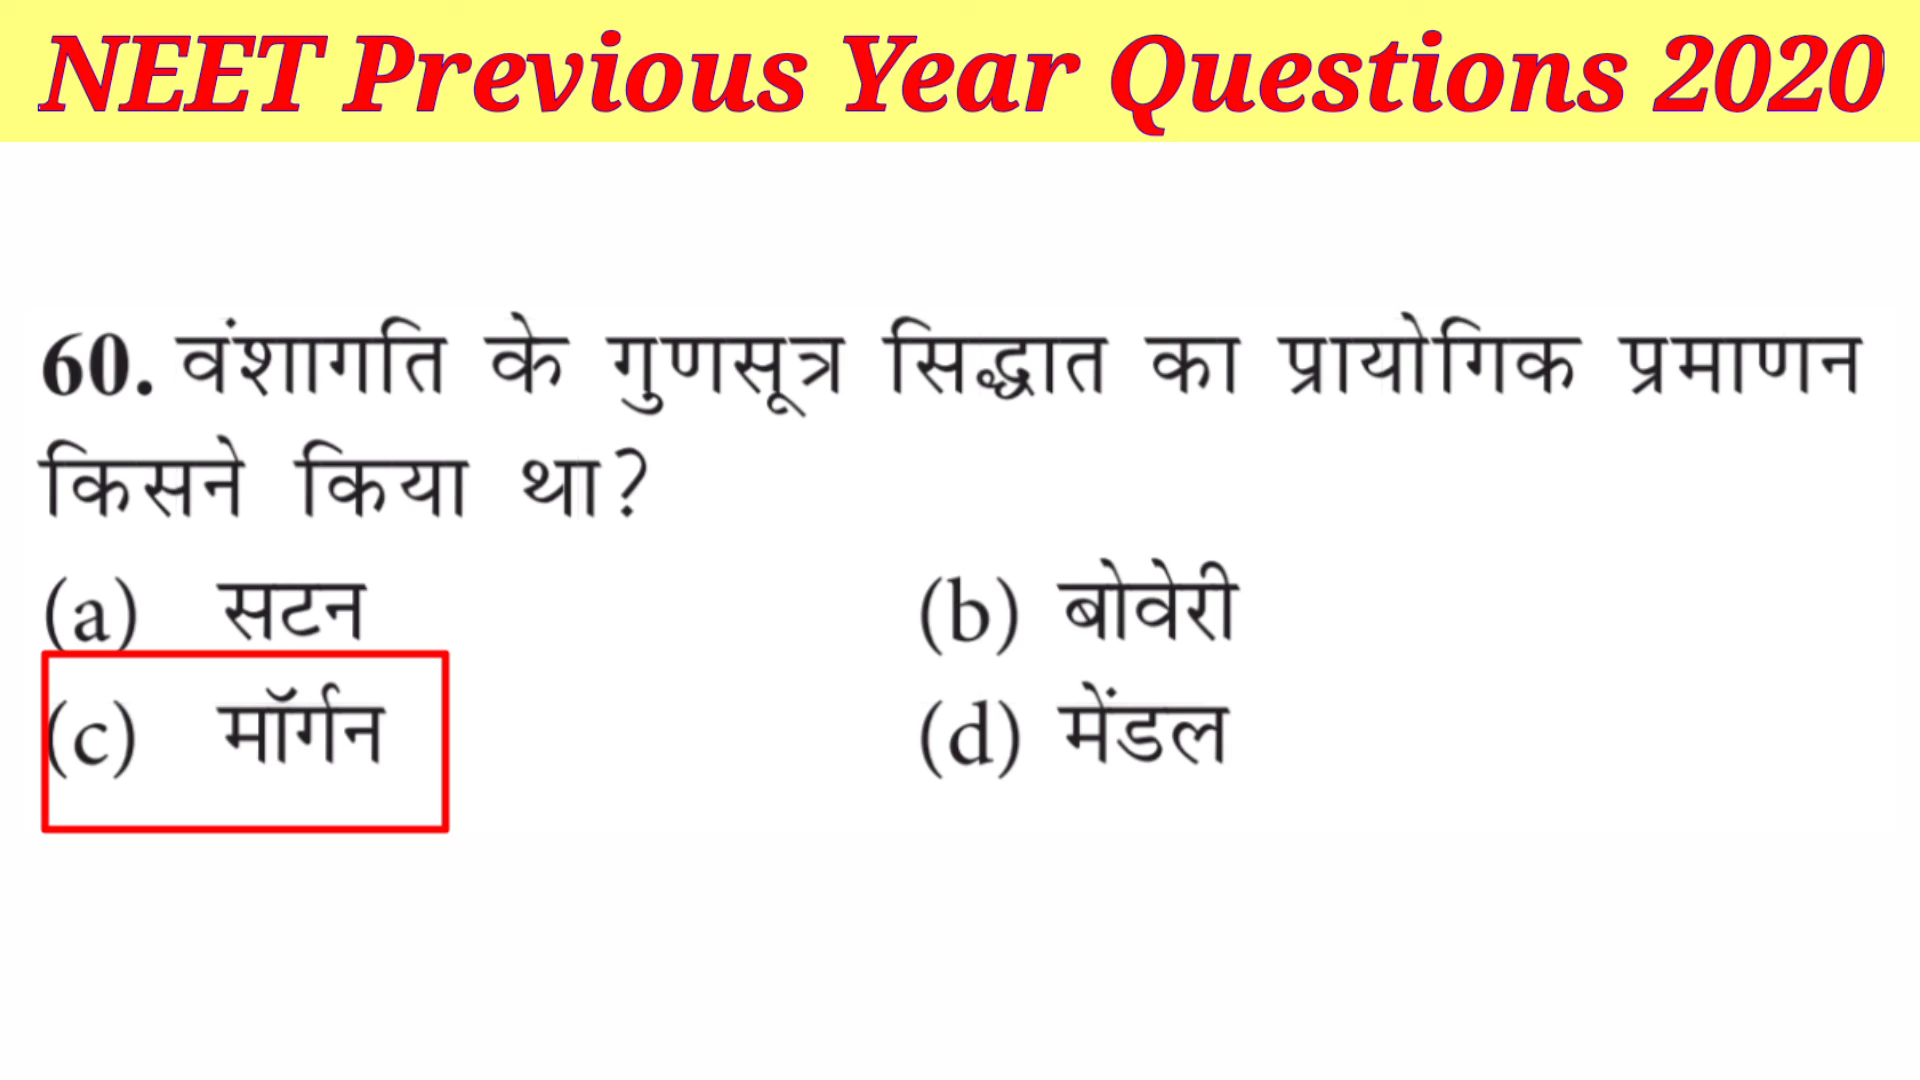 NEET Previous Year Questions 2020
60. वंशागति के गुणसूत्र सिद्धात का प्रायोगिक प्रमाणन
किसने किया था?
(a) सटन (b) बोवेरी
(c) मॉर्गन (d) मेंडल